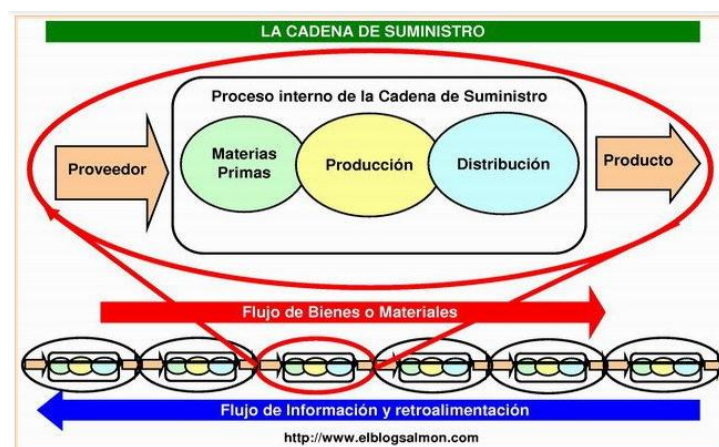 LA CADENA DE SUMINISTRO
Proceso interno de la Cadena de Suministro
Proveedor
Materias
Primas
Producción
Distribución
Producto
Flujo de Bienes o Materiales
Flujo de Información y retroalimentación
http://www.elblogsalmon.com